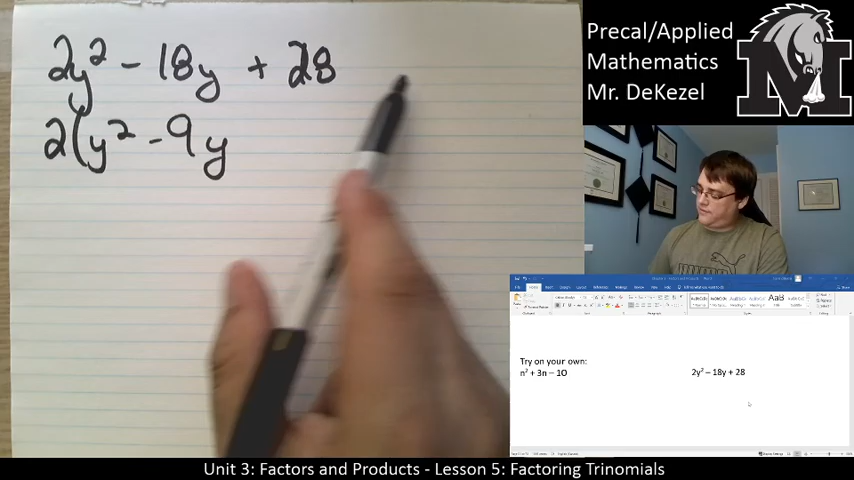 2y² - 18y + 28
2(y² - 9y
Precal/Applied
Mathematics
Mr. DeKezel
M
Try on your own:
n² + 3n – 10
2y² – 18y + 28
Unit 3: Factors and Products - Lesson 5: Factoring Trinomials